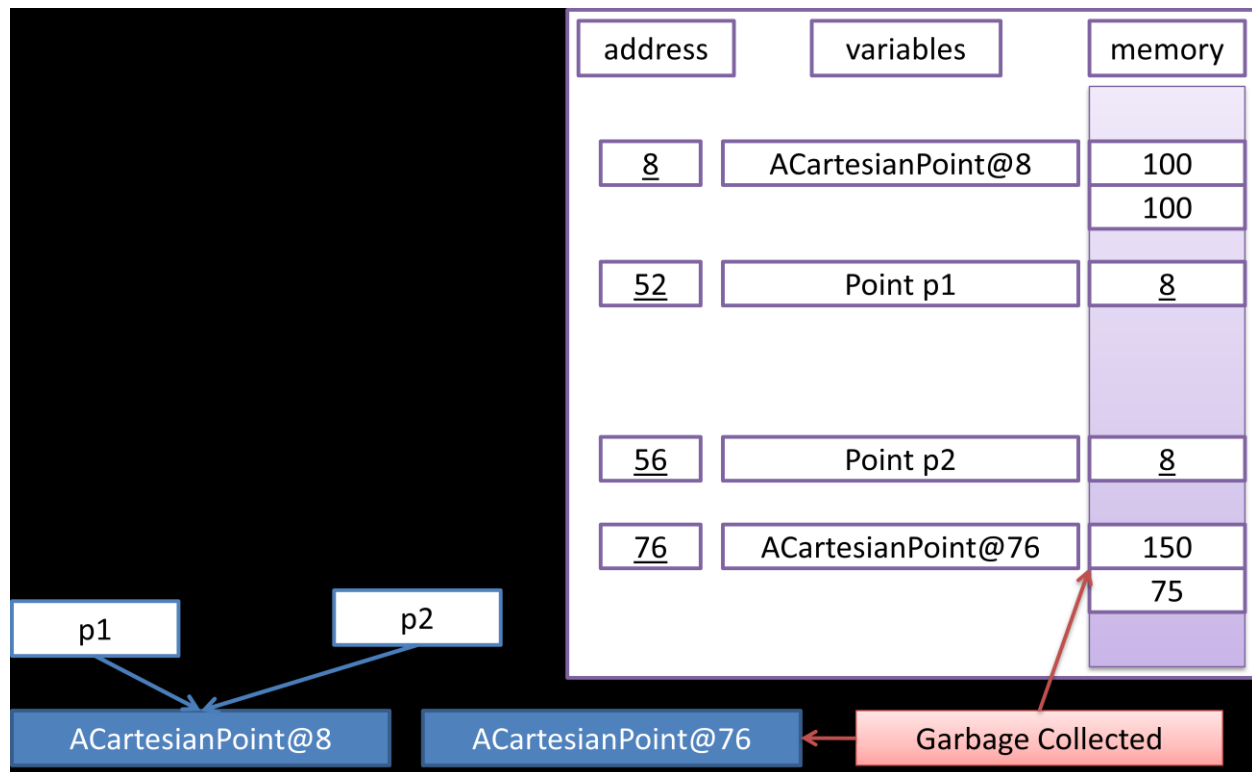 address variables memory
8 ACartesianPoint@8 100
100
52 Point p1 8
56 Point p2 8
76 ACartesianPoint@76 150
75
p1 p2
ACartesianPoint@8 ACartesianPoint@76 Garbage Collected